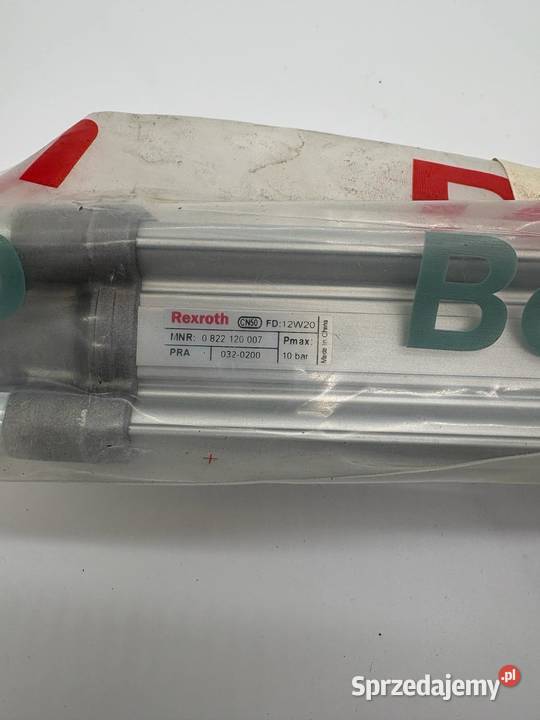 Rexroth CN50 FD:12W20
MNR: 0 822 120 007 Pmax:
PRA 032-0200 10 bar
Made in China
Sprzedajemy.pl